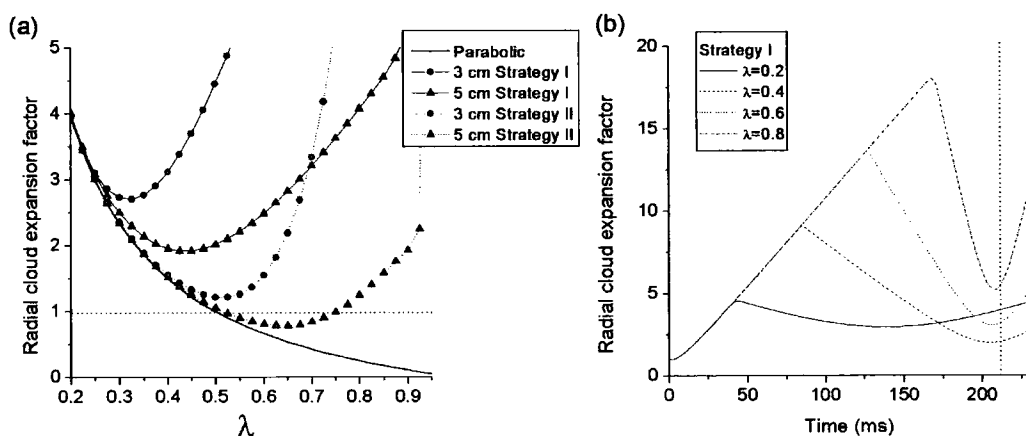 (a)
Radial cloud expansion factor
5
4
3
2
1
0
0.2 0.3 0.4 0.5 0.6 0.7 0.8 0.9
λ
Parabolic
3 cm Strategy I
5 cm Strategy I
3 cm Strategy II
5 cm Strategy II
(b)
Radial cloud expansion factor
20
15
10
5
0
0 50 100 150 200
Time (ms)
Strategy I
λ=0.2
λ=0.4
λ=0.6
λ=0.8